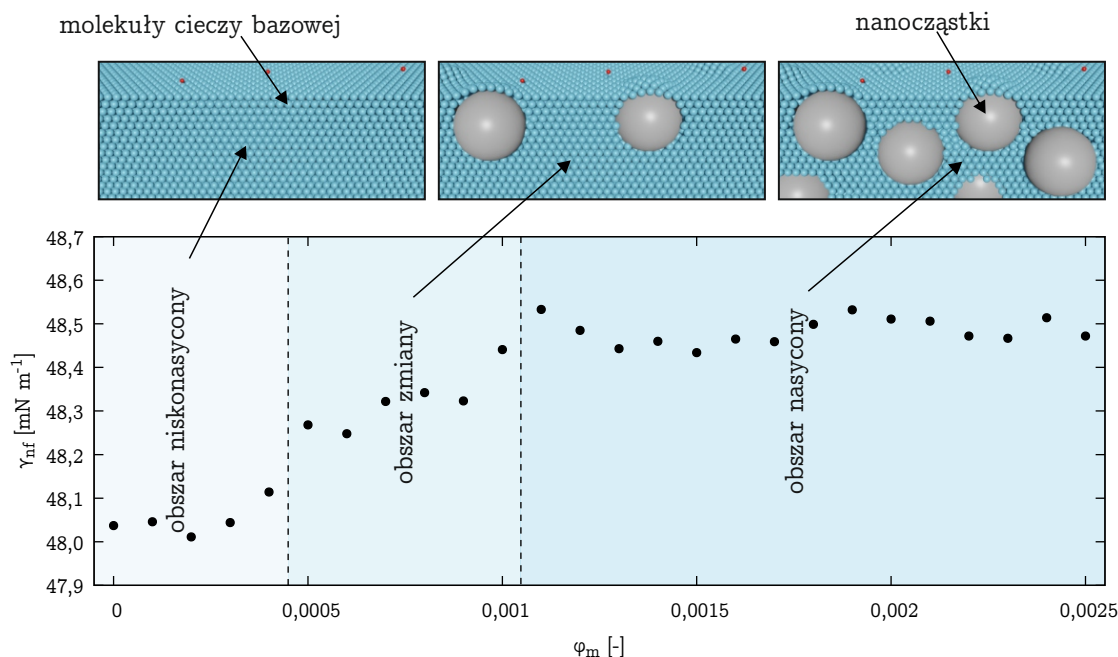 molekuły cieczy bazowej
nanocząstki
48,7
48,6
48,5
48,4
48,3
48,2
48,1
48,0
47,9
γnf [mN m-1]
obszar niskonasycony
obszar zmiany
obszar nasycony
0
0,0005
0,001
0,0015
0,002
0,0025
φm [-]